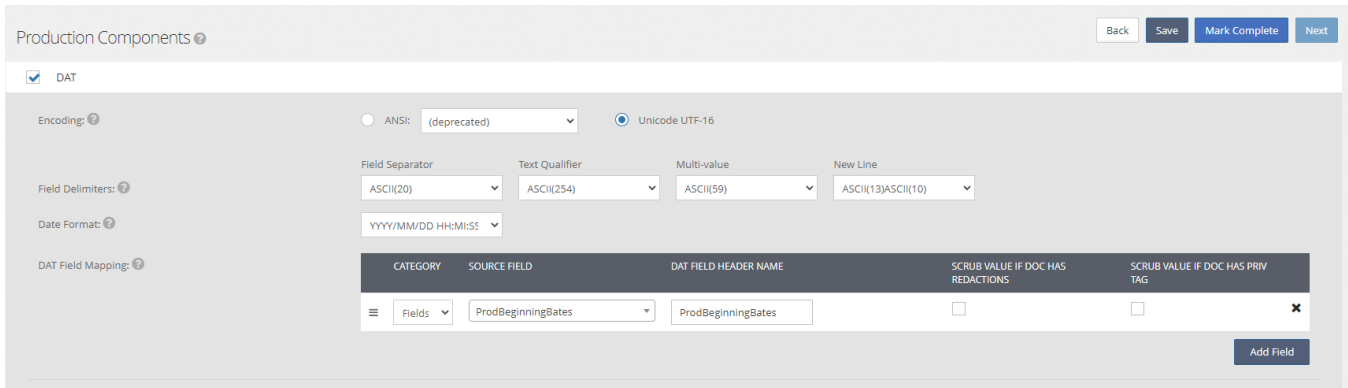 Production Components
Back Save Mark Complete Next
DAT
Encoding: ANSI: (deprecated) Unicode UTF-16
Field Separator Text Qualifier Multi-value New Line
Field Delimiters: ASCII(20) ASCII(254) ASCII(59) ASCII(13)ASCII(10)
Date Format: YYYY/MM/DD HH:MI:SS
DAT Field Mapping: CATEGORY SOURCE FIELD DAT FIELD HEADER NAME SCRUB VALUE IF DOC HAS REDACTIONS SCRUB VALUE IF DOC HAS PRIV TAG
Fields ProdBeginningBates ProdBeginningBates
Add Field